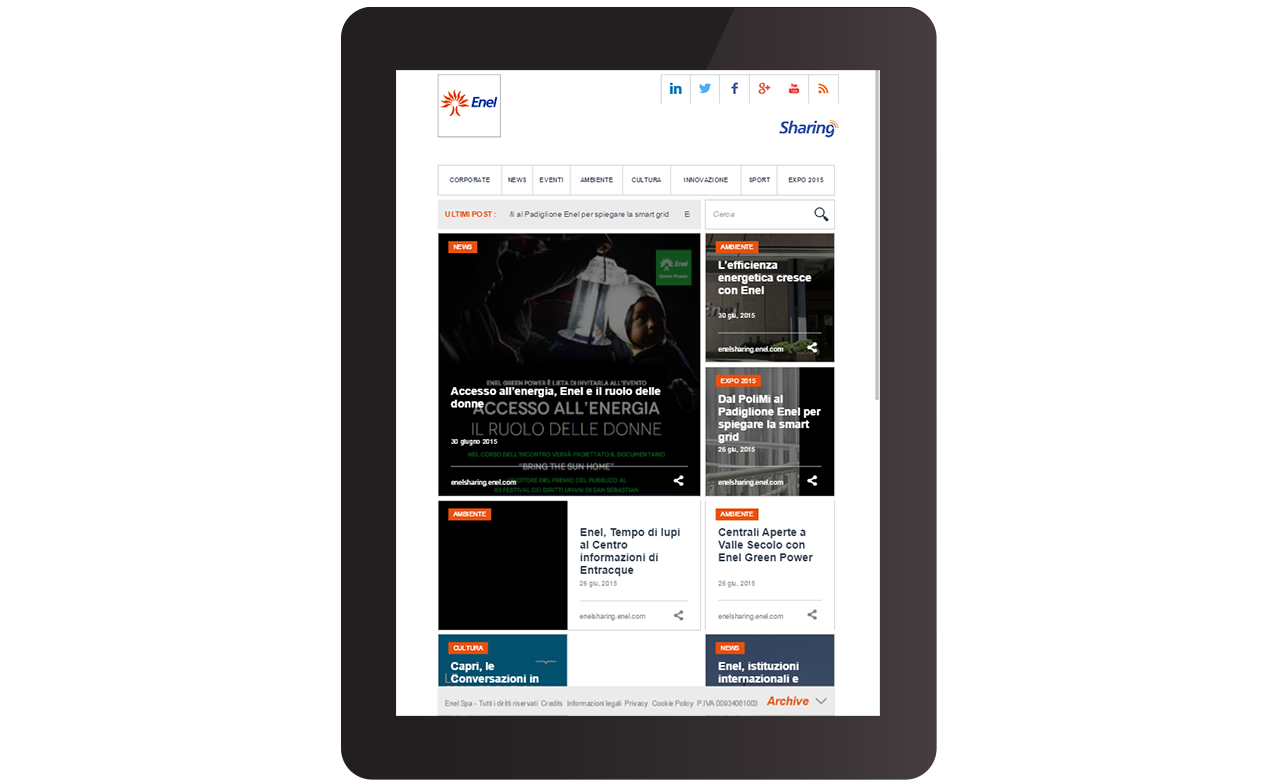 Enel
Sharing
CORPORATE NEWS EVENTI AMBIENTE CULTURA INNOVAZIONE SPORT EXPO 2015
ULTIMI POST : Ai al Padiglione Enel per spiegare la smart grid
Cerca
NEWS
Enel
Green Power
ENEL GREEN POWER È LIETA DI INVITARLA ALL'EVENTO
Accesso all'energia, Enel e il ruolo delle
donne
ACCESSO ALL'ENERGIA
IL RUOLO DELLE DONNE
30 giugno 2015
NEL CORSO DELL'INCONTRO VERRÀ PROIETTATO IL DOCUMENTARIO
"BRING THE SUN HOME"
enelsharing.enel.com
DEL PREMIO DEL PUBBLICO AL
FESTIVAL DEI DIRITTI UMANI DI SAN SEBASTIAN
AMBIENTE
L'efficienza
energetica cresce
con Enel
30 giu, 2015
enelsharing.enel.com
EXPO 2015
Dal PoliMi al
Padiglione Enel per
spiegare la smart
grid
26 giu, 2015
enelsharing.enel.com
AMBIENTE
Enel, Tempo di lupi
al Centro
informazioni di
Entracque
26 giu, 2015
enelsharing.enel.com
AMBIENTE
Centrali Aperte a
Valle Secolo con
Enel Green Power
26 giu, 2015
enelsharing.enel.com
CULTURA
Capri, le
Conversazioni in
NEWS
Enel, istituzioni
internazionali e
Enel Spa - Tutti i diritti riservati Credits Informazioni legali Privacy Cookie Policy P.IVA 00934061003
Archive